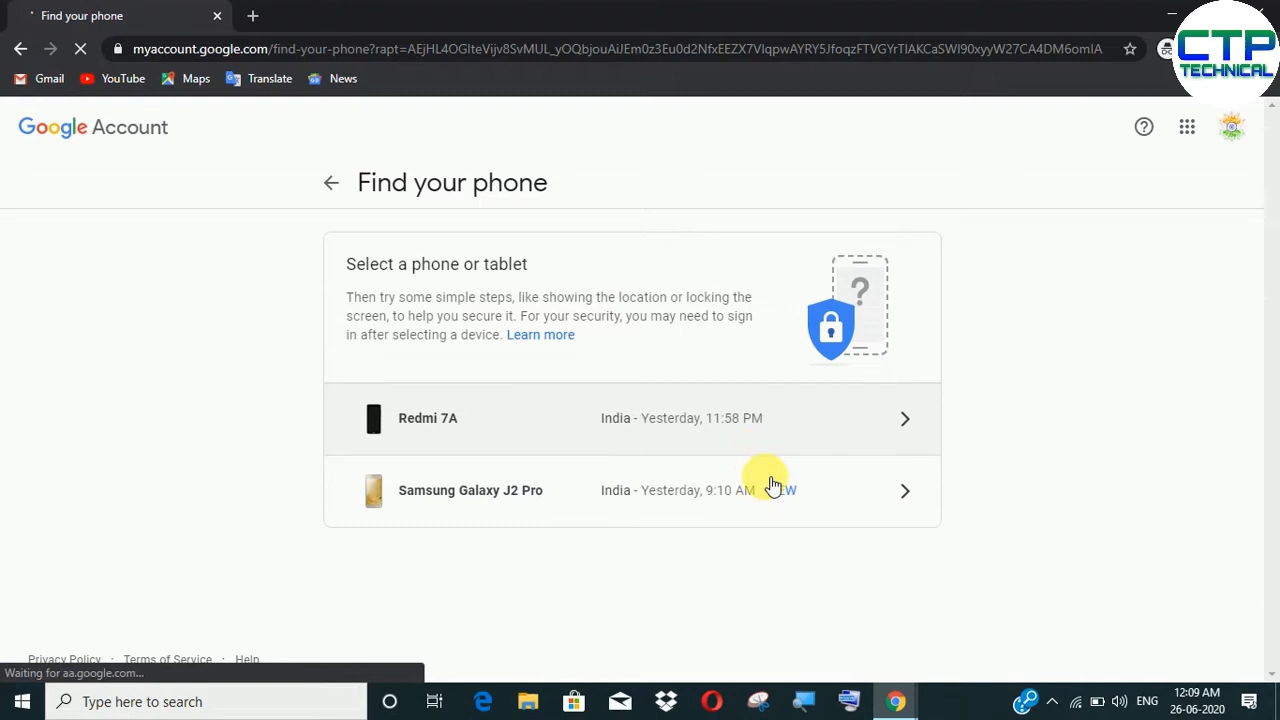 Find your phone
myaccount.google.com/find-your-phone?rapt=AEjHL4OGlteVijv8SvMUL_yOQbjouAiJEm0z3Eu0d2NfxEEZX7VlqpwAYRY5JfoqzFTVGYrTlAKCaSWl90xyyW27CA4DM6omIA
CTP
TECHNICAL
Gmail YouTube Maps Translate News
Google Account
Find your phone
Select a phone or tablet
Then try some simple steps, like showing the location or locking the
screen, to help you secure it. For your security, you may need to sign
in after selecting a device. Learn more
?
Redmi 7A India - Yesterday, 11:58 PM
Samsung Galaxy J2 Pro India - Yesterday, 9:10 AM
Privacy Policy · Terms of Service · Help
Waiting for aa.google.com...
Type here to search
ENG
12:09 AM
26-06-2020